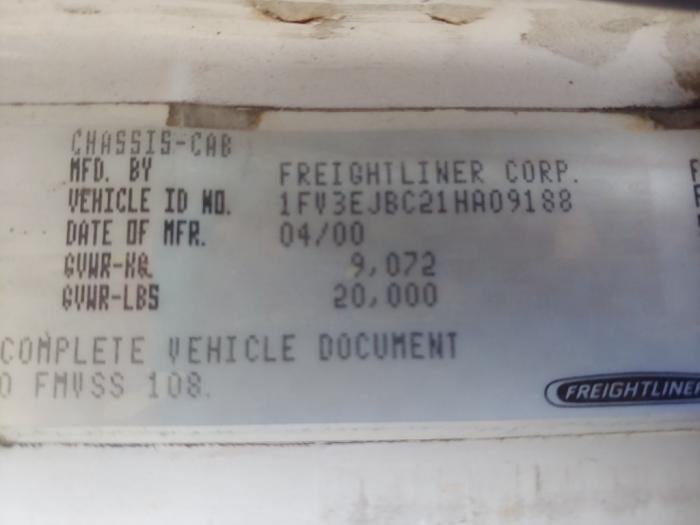 CHASSIS-CAB
MFD. BY FREIGHTLINER CORP.
VEHICLE ID NO. 1FV3EJBC21HA09188
DATE OF MFR. 04/00
GVWR-KG 9,072
GVWR-LBS 20,000
COMPLETE VEHICLE DOCUMENT
O FMVSS 108.
FREIGHTLINER